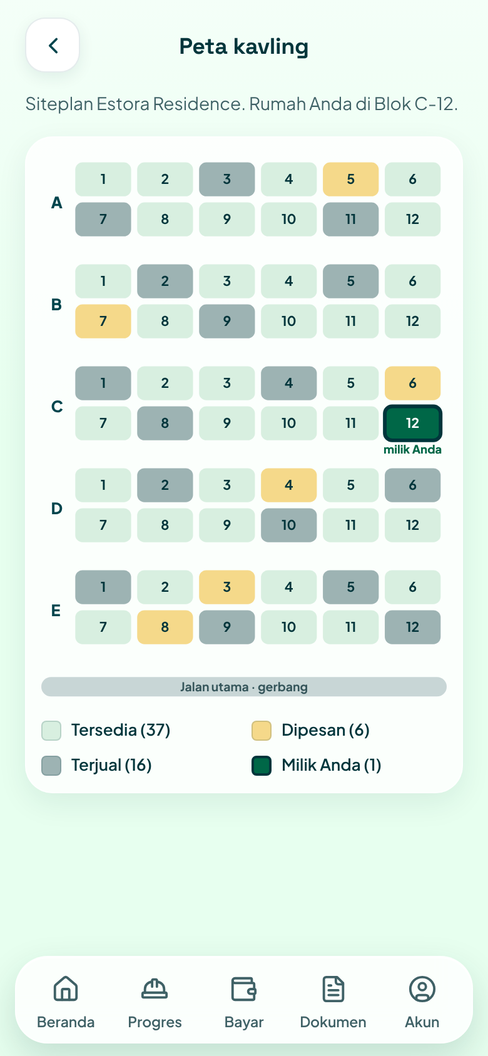 Peta kavling
Siteplan Estora Residence. Rumah Anda di Blok C-12.
A
1 2 3 4 5 6
7 8 9 10 11 12
B
1 2 3 4 5 6
7 8 9 10 11 12
C
1 2 3 4 5 6
7 8 9 10 11 12
milik Anda
D
1 2 3 4 5 6
7 8 9 10 11 12
E
1 2 3 4 5 6
7 8 9 10 11 12
Jalan utama · gerbang
Tersedia (37) Dipesan (6)
Terjual (16) Milik Anda (1)
Beranda Progres Bayar Dokumen Akun